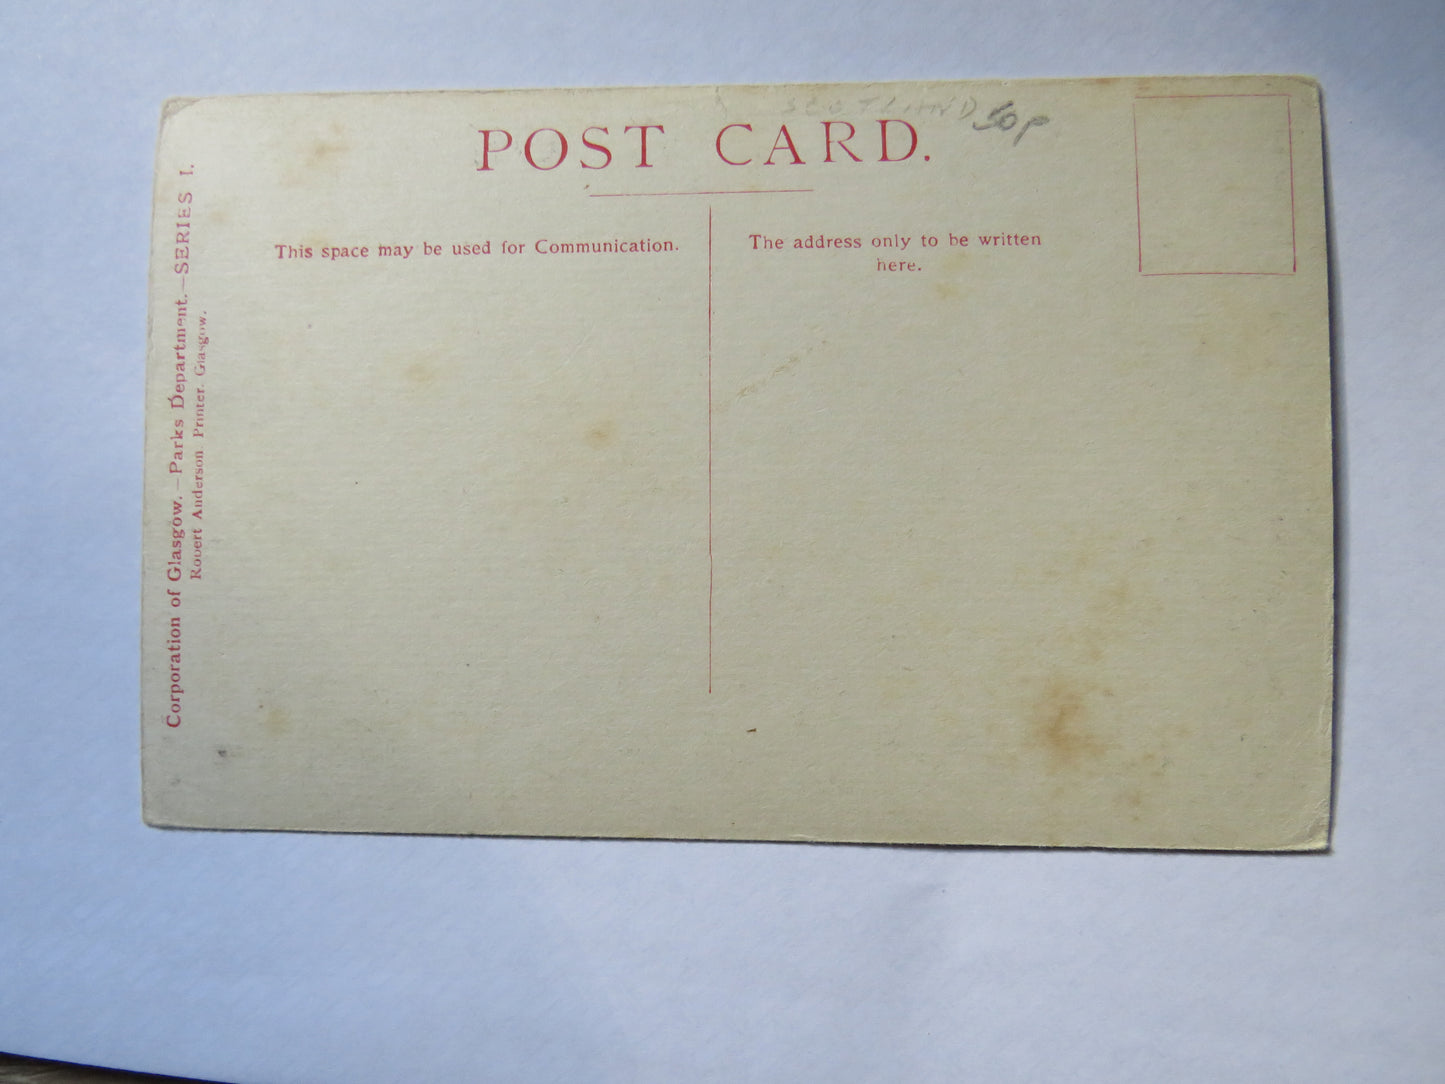 SCOTLAND 50p
POST CARD.
This space may be used for Communication.
The address only to be written
here.
Corporation of Glasgow.—Parks Department.—SERIES I.
Robert Anderson. Printer. Glasgow.